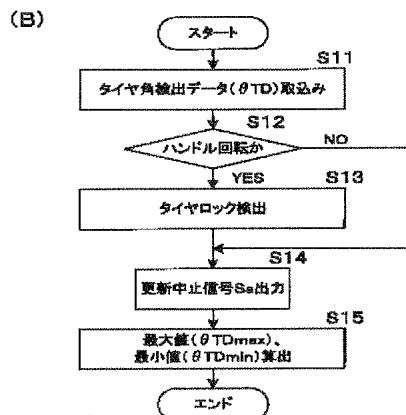 (B)
スタート
S11
タイヤ角検出データ(θTD)取込み
S12
ハンドル回転か
NO
YES
S13
タイヤロック検出
S14
更新中止信号Ss出力
S15
最大値(θTDmax)、
最小値(θTDmin)算出
エンド